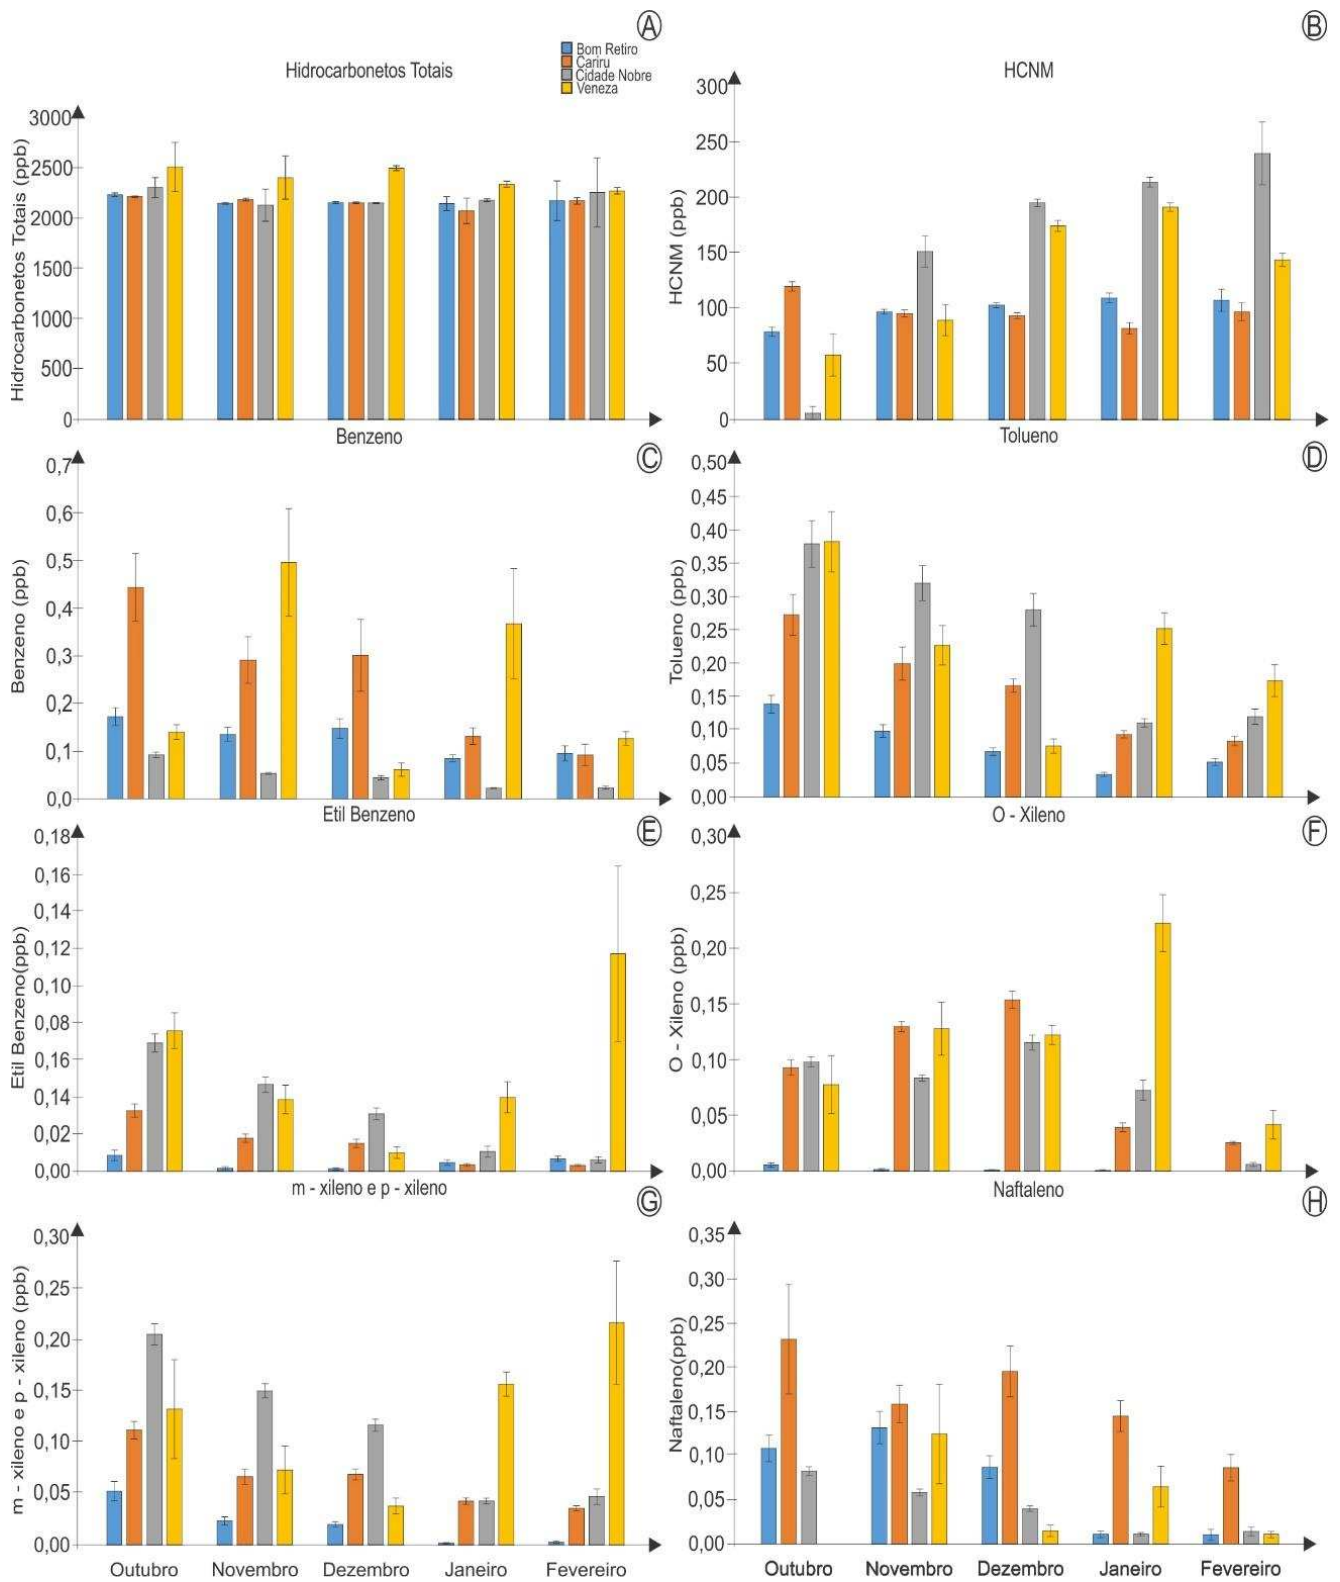 A
B
Hidrocarbonetos Totais
Bom Retiro
Cariru
Cidade Nobre
Veneza
HCNM
Hidrocarbonetos Totais (ppb)
3000
2500
2000
1500
1000
500
0
HCNM (ppb)
300
250
200
150
100
50
0
Benzeno
C
Tolueno
D
Benzeno (ppb)
0,7
0,6
0,5
0,4
0,3
0,2
0,1
0,0
Tolueno (ppb)
0,50
0,45
0,40
0,35
0,30
0,25
0,20
0,15
0,10
0,05
0,00
Etil Benzeno
E
O - Xileno
F
Etil Benzeno(ppb)
0,18
0,16
0,14
0,12
0,10
0,08
0,16
0,14
0,02
0,00
O - Xileno (ppb)
0,30
0,25
0,20
0,15
0,10
0,05
0,00
m - xileno e p - xileno
G
Naftaleno
H
m - xileno e p - xileno (ppb)
0,30
0,25
0,20
0,15
0,10
0,05
0,00
Outubro Novembro Dezembro Janeiro Fevereiro
Naftaleno(ppb)
0,35
0,30
0,25
0,20
0,15
0,10
0,05
0,00
Outubro Novembro Dezembro Janeiro Fevereiro